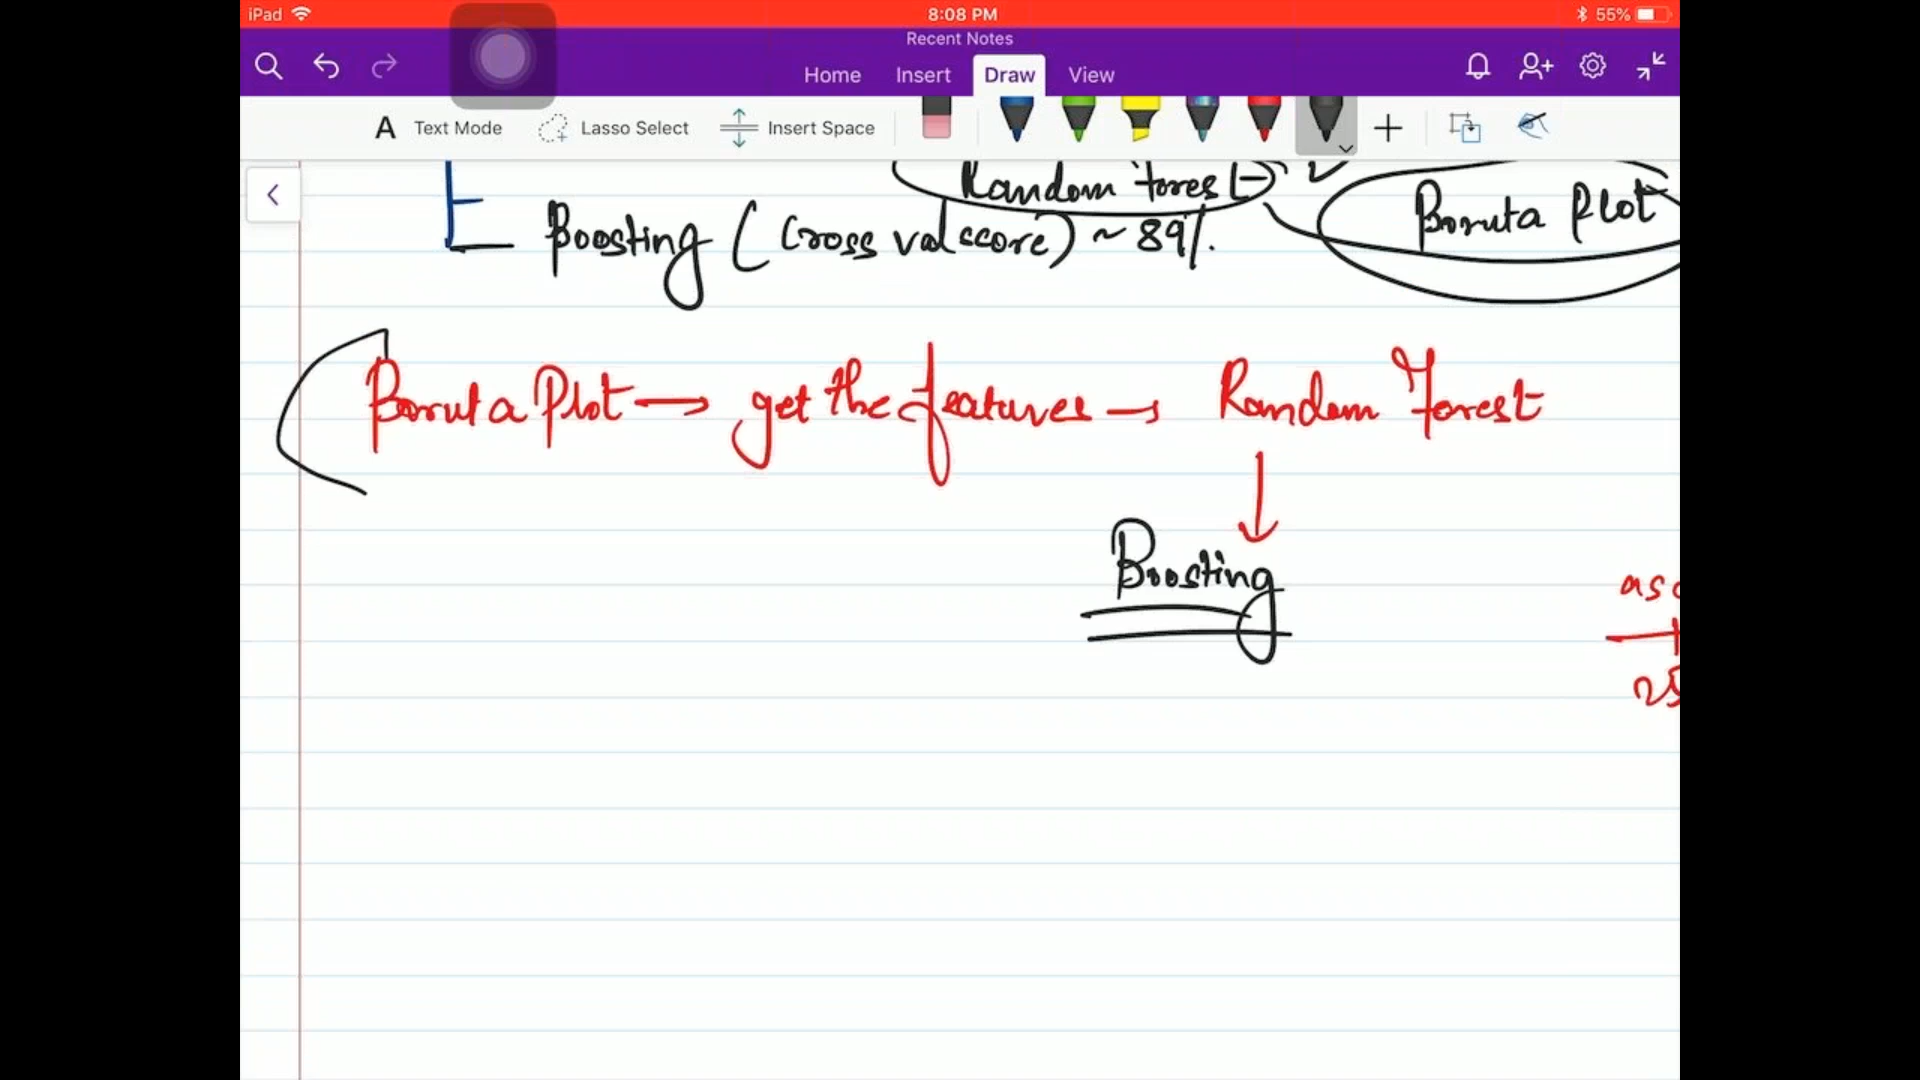 iPad 8:08 PM 55%
Recent Notes
Home Insert Draw View
A Text Mode Lasso Select Insert Space
Random Forest
Boruta Plot
Boosting (Cross val score) ~ 89%.
Boruta Plot → get the features → Random Forest
Boosting
25